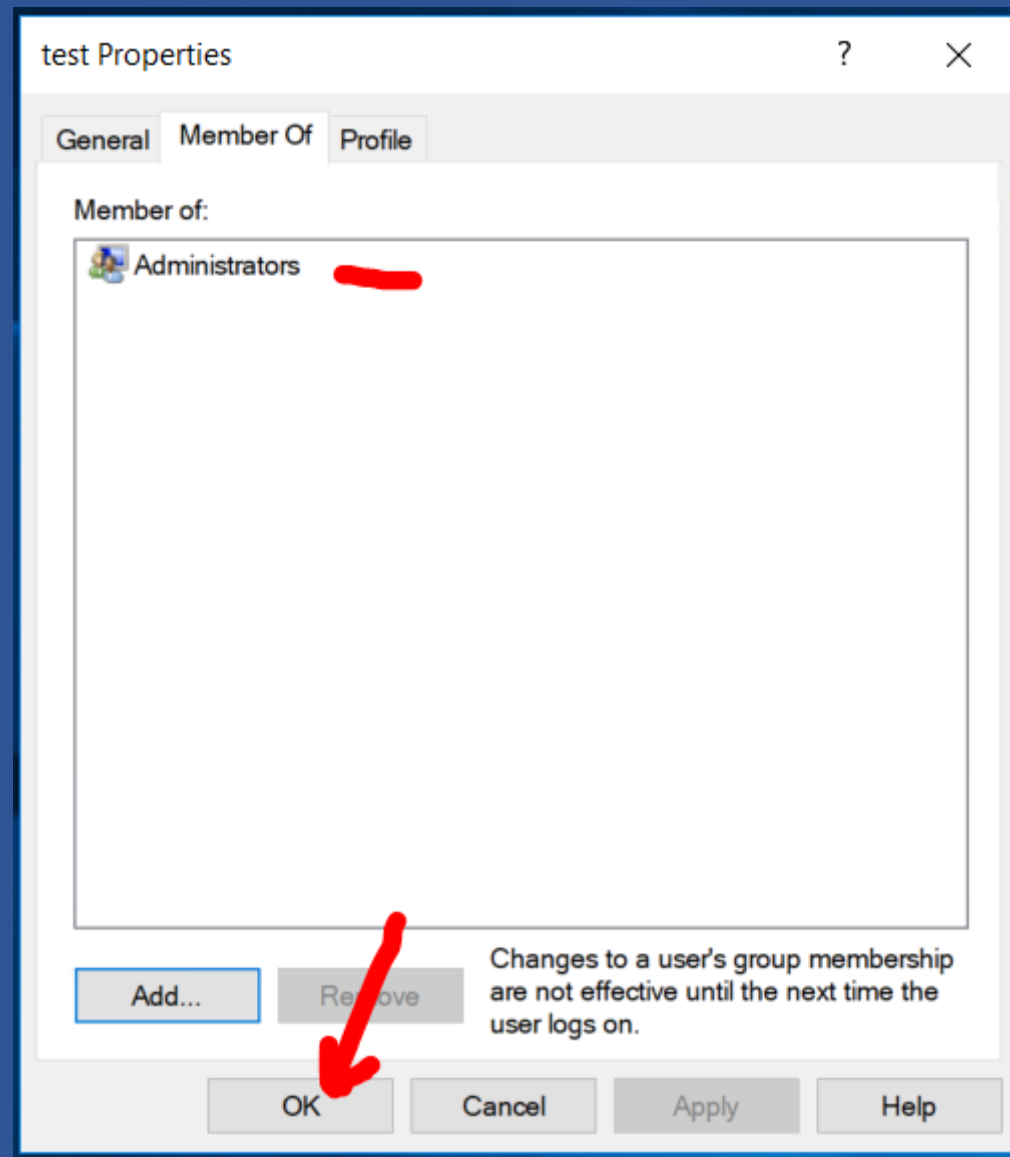 test Properties ?
General Member Of Profile
Member of:
Administrators
Add... Remove
Changes to a user's group membership
are not effective until the next time the
user logs on.
OK Cancel Apply Help